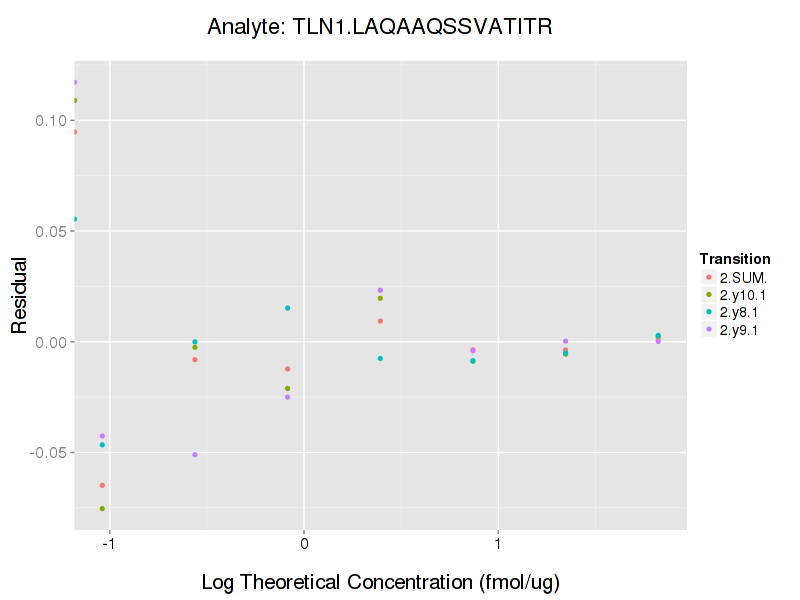 Analyte: TLN1.LAQAAQSSVATITR
Residual
0.10
0.05
0.00
-0.05
-1
0
1
Log Theoretical Concentration (fmol/ug)
Transition
2.SUM.
2.y10.1
2.y8.1
2.y9.1